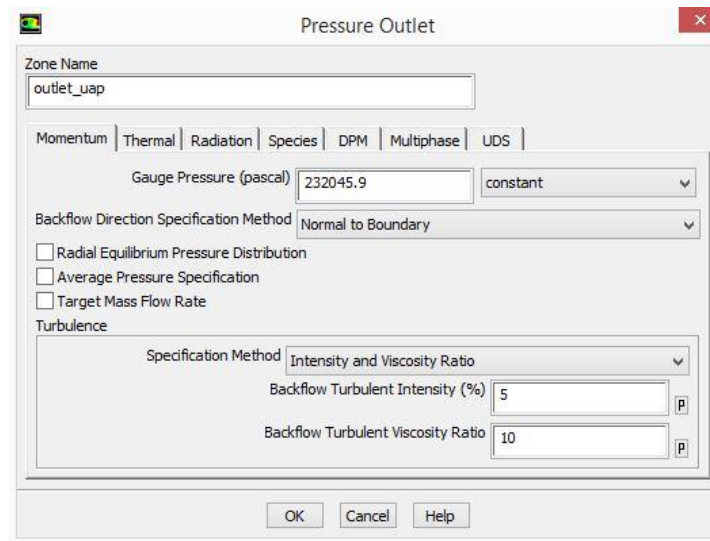 Pressure Outlet
Zone Name
outlet_uap
Momentum Thermal Radiation Species DPM Multiphase UDS
Gauge Pressure (pascal) 232045.9 constant
Backflow Direction Specification Method Normal to Boundary
Radial Equilibrium Pressure Distribution
Average Pressure Specification
Target Mass Flow Rate
Turbulence
Specification Method Intensity and Viscosity Ratio
Backflow Turbulent Intensity (%) 5 P
Backflow Turbulent Viscosity Ratio 10 P
OK Cancel Help